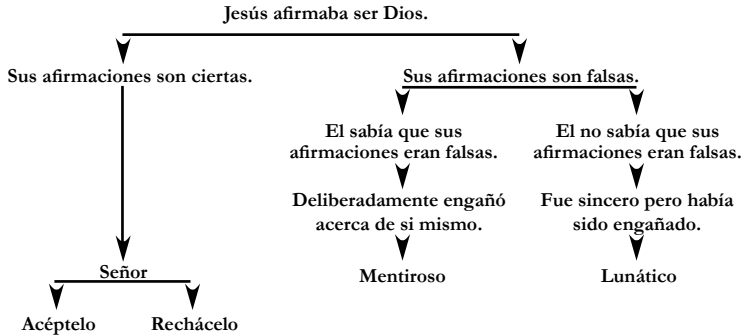 Jesús afirmaba ser Dios.
Sus afirmaciones son ciertas.
Sus afirmaciones son falsas.
El sabía que sus
afirmaciones eran falsas.
El no sabía que sus
afirmaciones eran falsas.
Deliberadamente engañó
acerca de si mismo.
Fue sincero pero había
sido engañado.
Señor
Mentiroso
Lunático
Acéptelo
Rechácelo